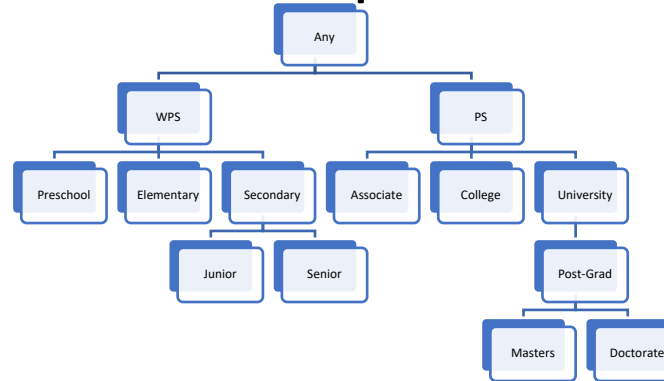 Any
WPS
PS
Preschool
Elementary
Secondary
Associate
College
University
Junior
Senior
Post-Grad
Masters
Doctorate